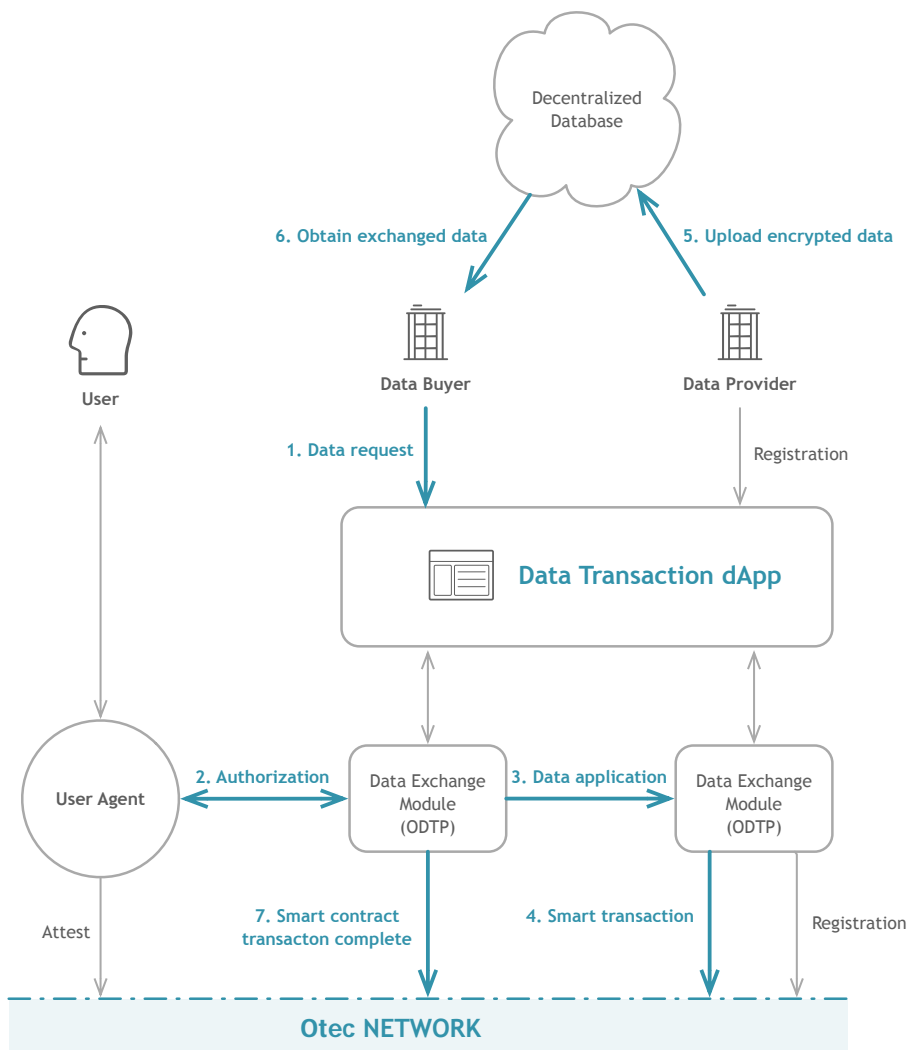 Decentralized
Database
6. Obtain exchanged data
5. Upload encrypted data
User
Data Buyer
Data Provider
1. Data request
Registration
Data Transaction dApp
User Agent
2. Authorization
Data Exchange
Module
(ODTP)
3. Data application
Data Exchange
Module
(ODTP)
Attest
7. Smart contract
transacton complete
4. Smart transaction
Registration
Otec NETWORK